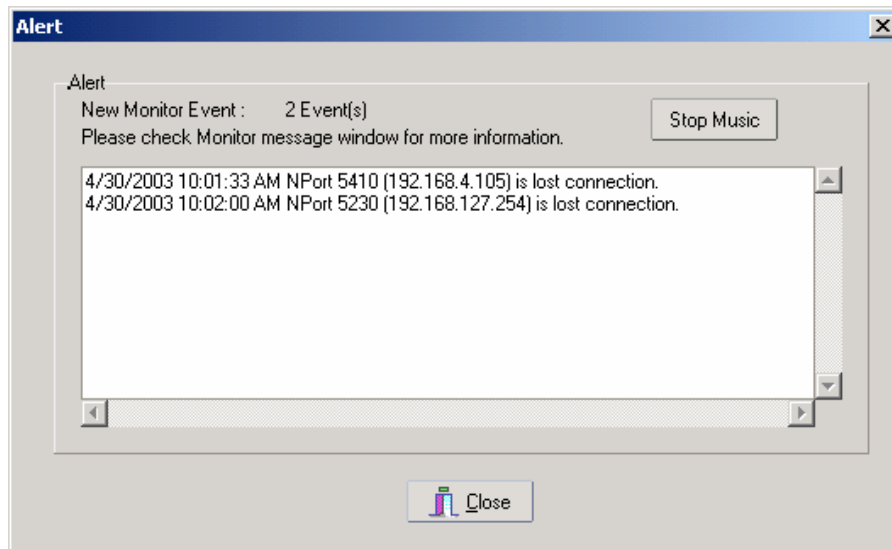 Alert
Alert
New Monitor Event : 2 Event(s)
Stop Music
Please check Monitor message window for more information.
4/30/2003 10:01:33 AM NPort 5410 (192.168.4.105) is lost connection.
4/30/2003 10:02:00 AM NPort 5230 (192.168.127.254) is lost connection.
Close